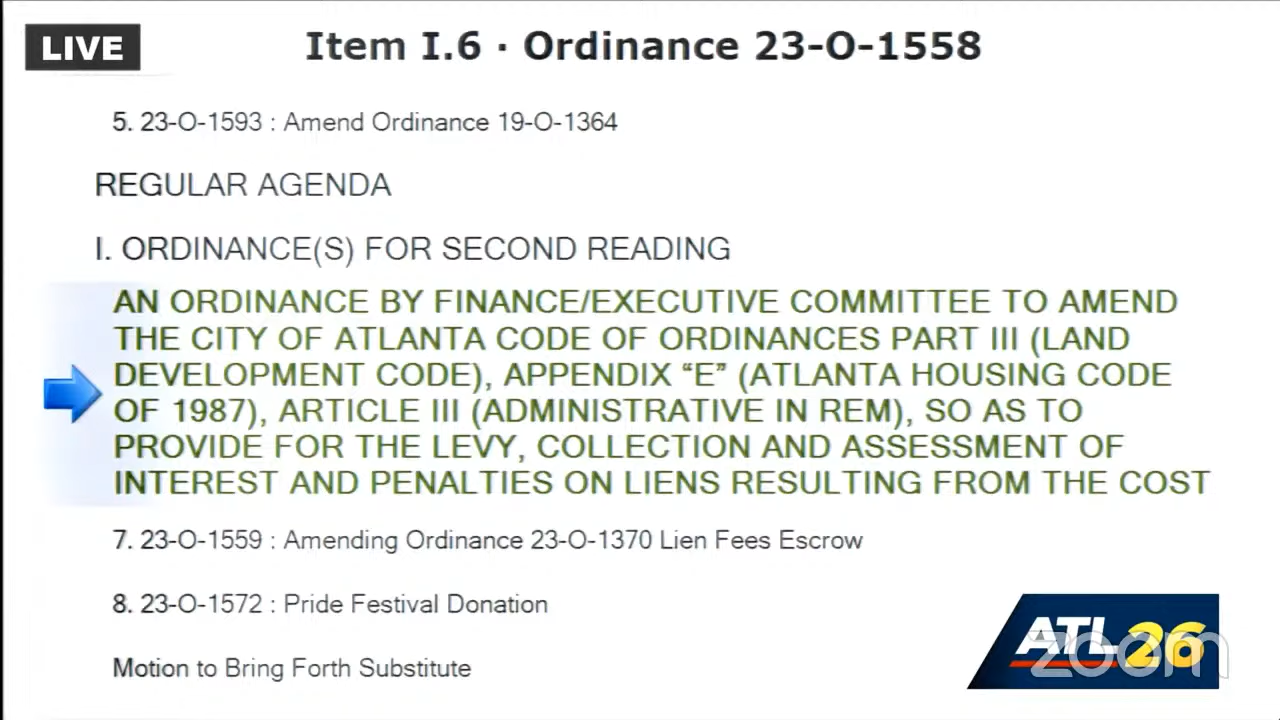 LIVE
Item I.6 · Ordinance 23-O-1558
5. 23-O-1593 : Amend Ordinance 19-O-1364
REGULAR AGENDA
I. ORDINANCE(S) FOR SECOND READING
AN ORDINANCE BY FINANCE/EXECUTIVE COMMITTEE TO AMEND
THE CITY OF ATLANTA CODE OF ORDINANCES PART III (LAND
DEVELOPMENT CODE), APPENDIX “E” (ATLANTA HOUSING CODE
OF 1987), ARTICLE III (ADMINISTRATIVE IN REM), SO AS TO
PROVIDE FOR THE LEVY, COLLECTION AND ASSESSMENT OF
INTEREST AND PENALTIES ON LIENS RESULTING FROM THE COST
7. 23-O-1559 : Amending Ordinance 23-O-1370 Lien Fees Escrow
8. 23-O-1572 : Pride Festival Donation
Motion to Bring Forth Substitute
ATL 26
zoom